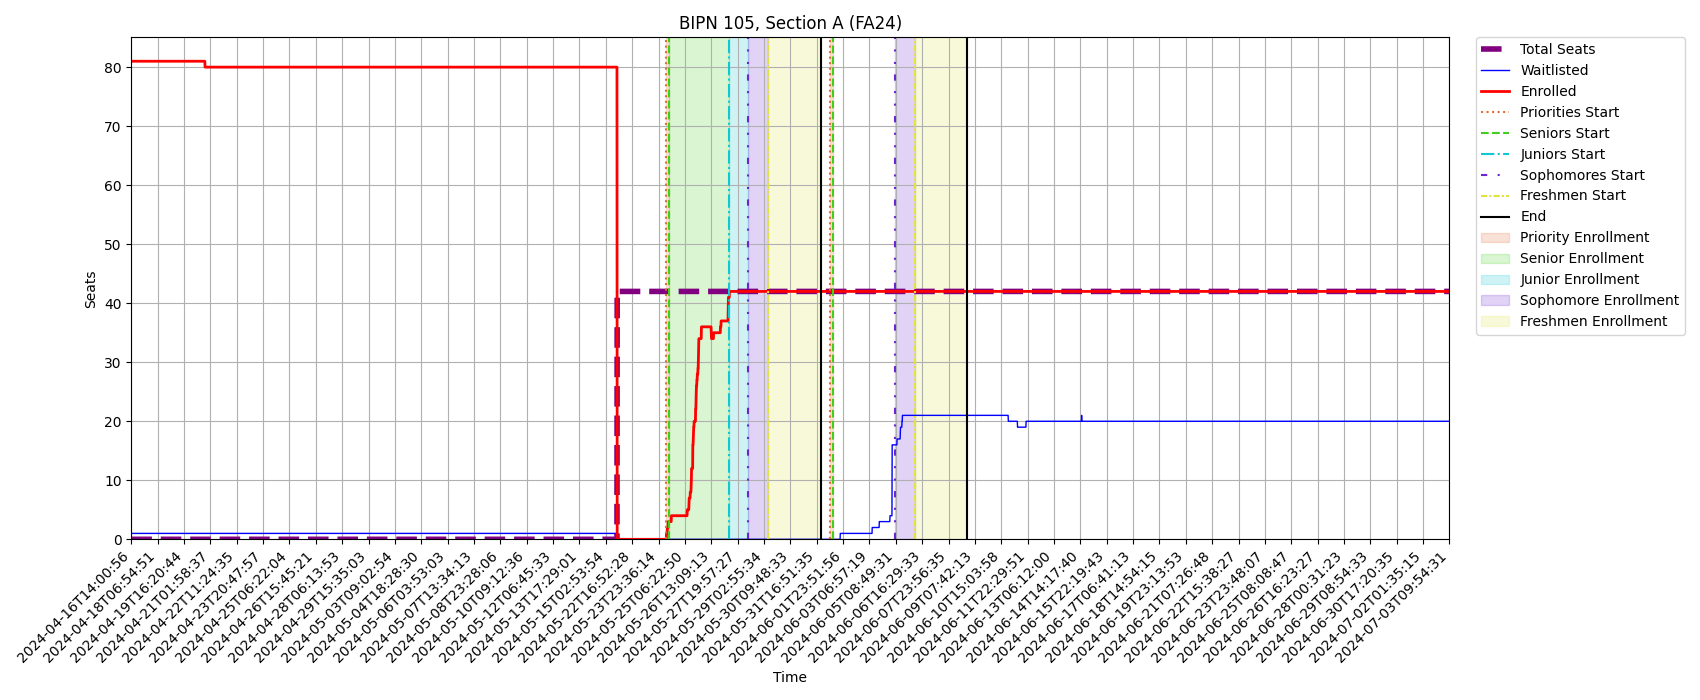 BIPN 105, Section A (FA24)
Seats
80
70
60
50
40
30
20
10
0
2024-04-16T14:00:56
2024-04-18T06:54:51
2024-04-19T16:20:44
2024-04-21T01:58:37
2024-04-22T11:24:35
2024-04-23T20:47:57
2024-04-25T06:22:04
2024-04-26T15:45:21
2024-04-28T06:13:53
2024-04-29T15:35:03
2024-05-03T09:02:54
2024-05-04T18:28:30
2024-05-06T03:53:03
2024-05-07T13:34:13
2024-05-08T23:28:06
2024-05-10T09:12:36
2024-05-12T06:45:33
2024-05-13T17:29:01
2024-05-15T02:53:54
2024-05-22T16:52:28
2024-05-23T23:36:14
2024-05-25T06:22:50
2024-05-26T13:09:13
2024-05-27T19:57:27
2024-05-29T02:55:34
2024-05-30T09:48:33
2024-05-31T16:51:35
2024-06-01T23:51:56
2024-06-03T06:57:19
2024-06-05T08:49:31
2024-06-06T16:29:33
2024-06-07T23:56:35
2024-06-09T07:42:13
2024-06-10T15:03:58
2024-06-11T22:29:51
2024-06-13T06:12:00
2024-06-14T14:17:40
2024-06-15T22:19:43
2024-06-17T06:41:13
2024-06-18T14:54:15
2024-06-19T23:13:53
2024-06-21T07:26:48
2024-06-22T15:38:27
2024-06-23T23:48:07
2024-06-25T08:08:47
2024-06-26T16:23:27
2024-06-28T00:31:23
2024-06-29T08:54:33
2024-06-30T17:20:35
2024-07-02T01:35:15
2024-07-03T09:54:31
Time
Total Seats
Waitlisted
Enrolled
Priorities Start
Seniors Start
Juniors Start
Sophomores Start
Freshmen Start
End
Priority Enrollment
Senior Enrollment
Junior Enrollment
Sophomore Enrollment
Freshmen Enrollment